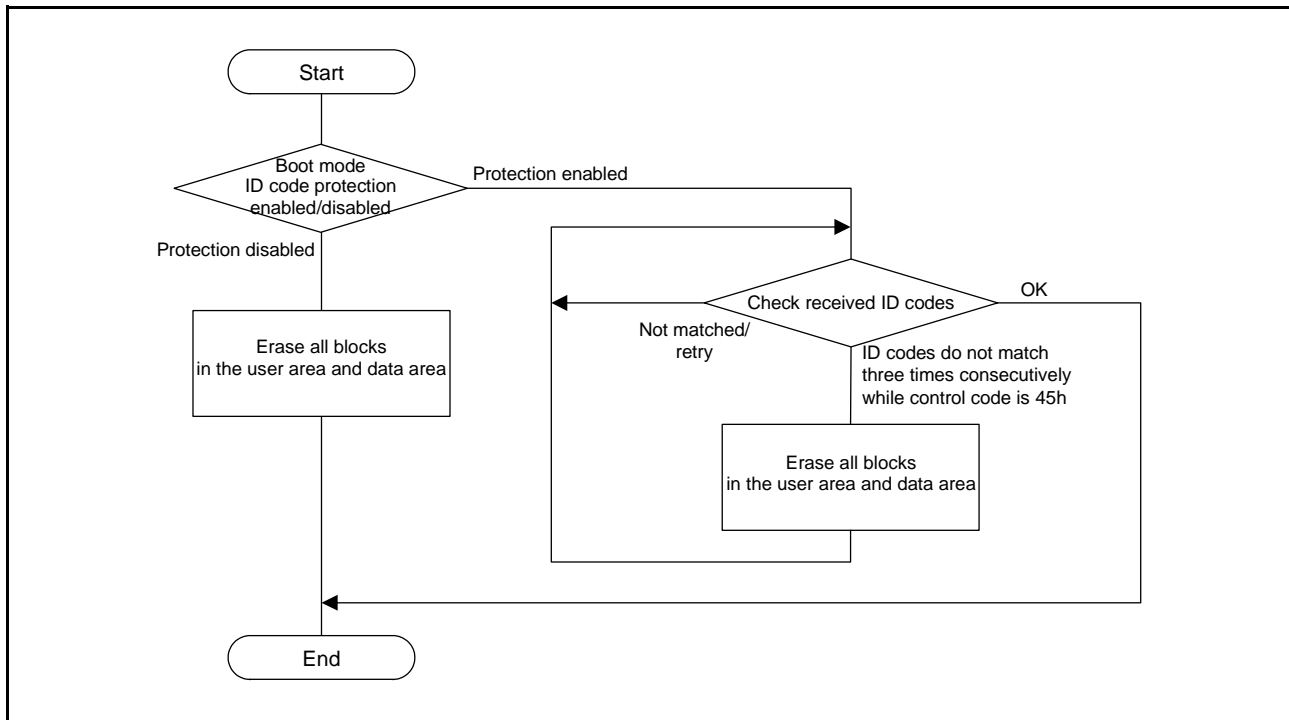 Start
Boot mode
ID code protection
enabled/disabled
Protection enabled
Protection disabled
Erase all blocks
in the user area and data area
Check received ID codes
OK
Not matched/
retry
ID codes do not match
three times consecutively
while control code is 45h
Erase all blocks
in the user area and data area
End